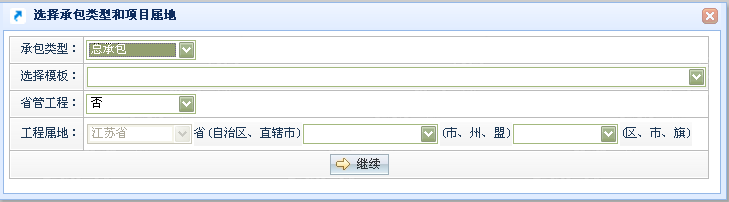 选择承包类型和项目属地
承包类型： 总承包
选择模板：
省管工程： 否
工程属地： 江苏省 省(自治区、直辖市) (市、州、盟) (区、市、旗)
继续